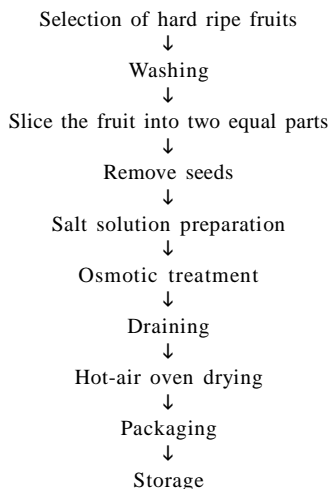 Selection of hard ripe fruits
↓
Washing
↓
Slice the fruit into two equal parts
↓
Remove seeds
↓
Salt solution preparation
↓
Osmotic treatment
↓
Draining
↓
Hot-air oven drying
↓
Packaging
↓
Storage